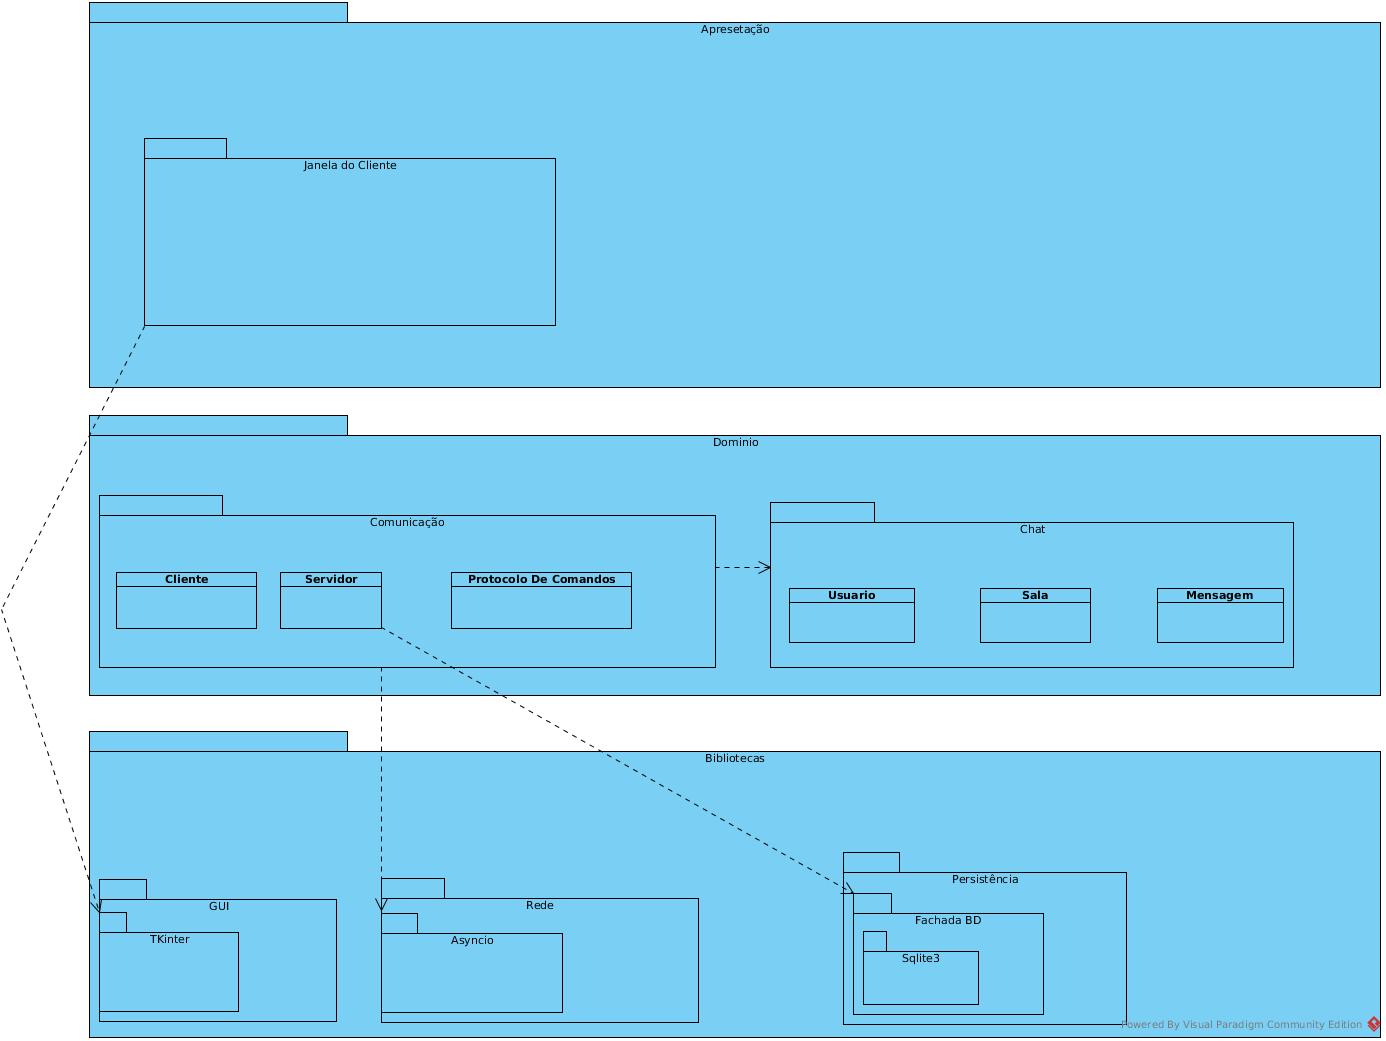 Apresetação
Janela do Cliente
Dominio
Comunicação
Cliente
Servidor
Protocolo De Comandos
Chat
Usuario
Sala
Mensagem
Bibliotecas
GUI
TKinter
Rede
Asyncio
Persistência
Fachada BD
Sqlite3
Powered By Visual Paradigm Community Edition